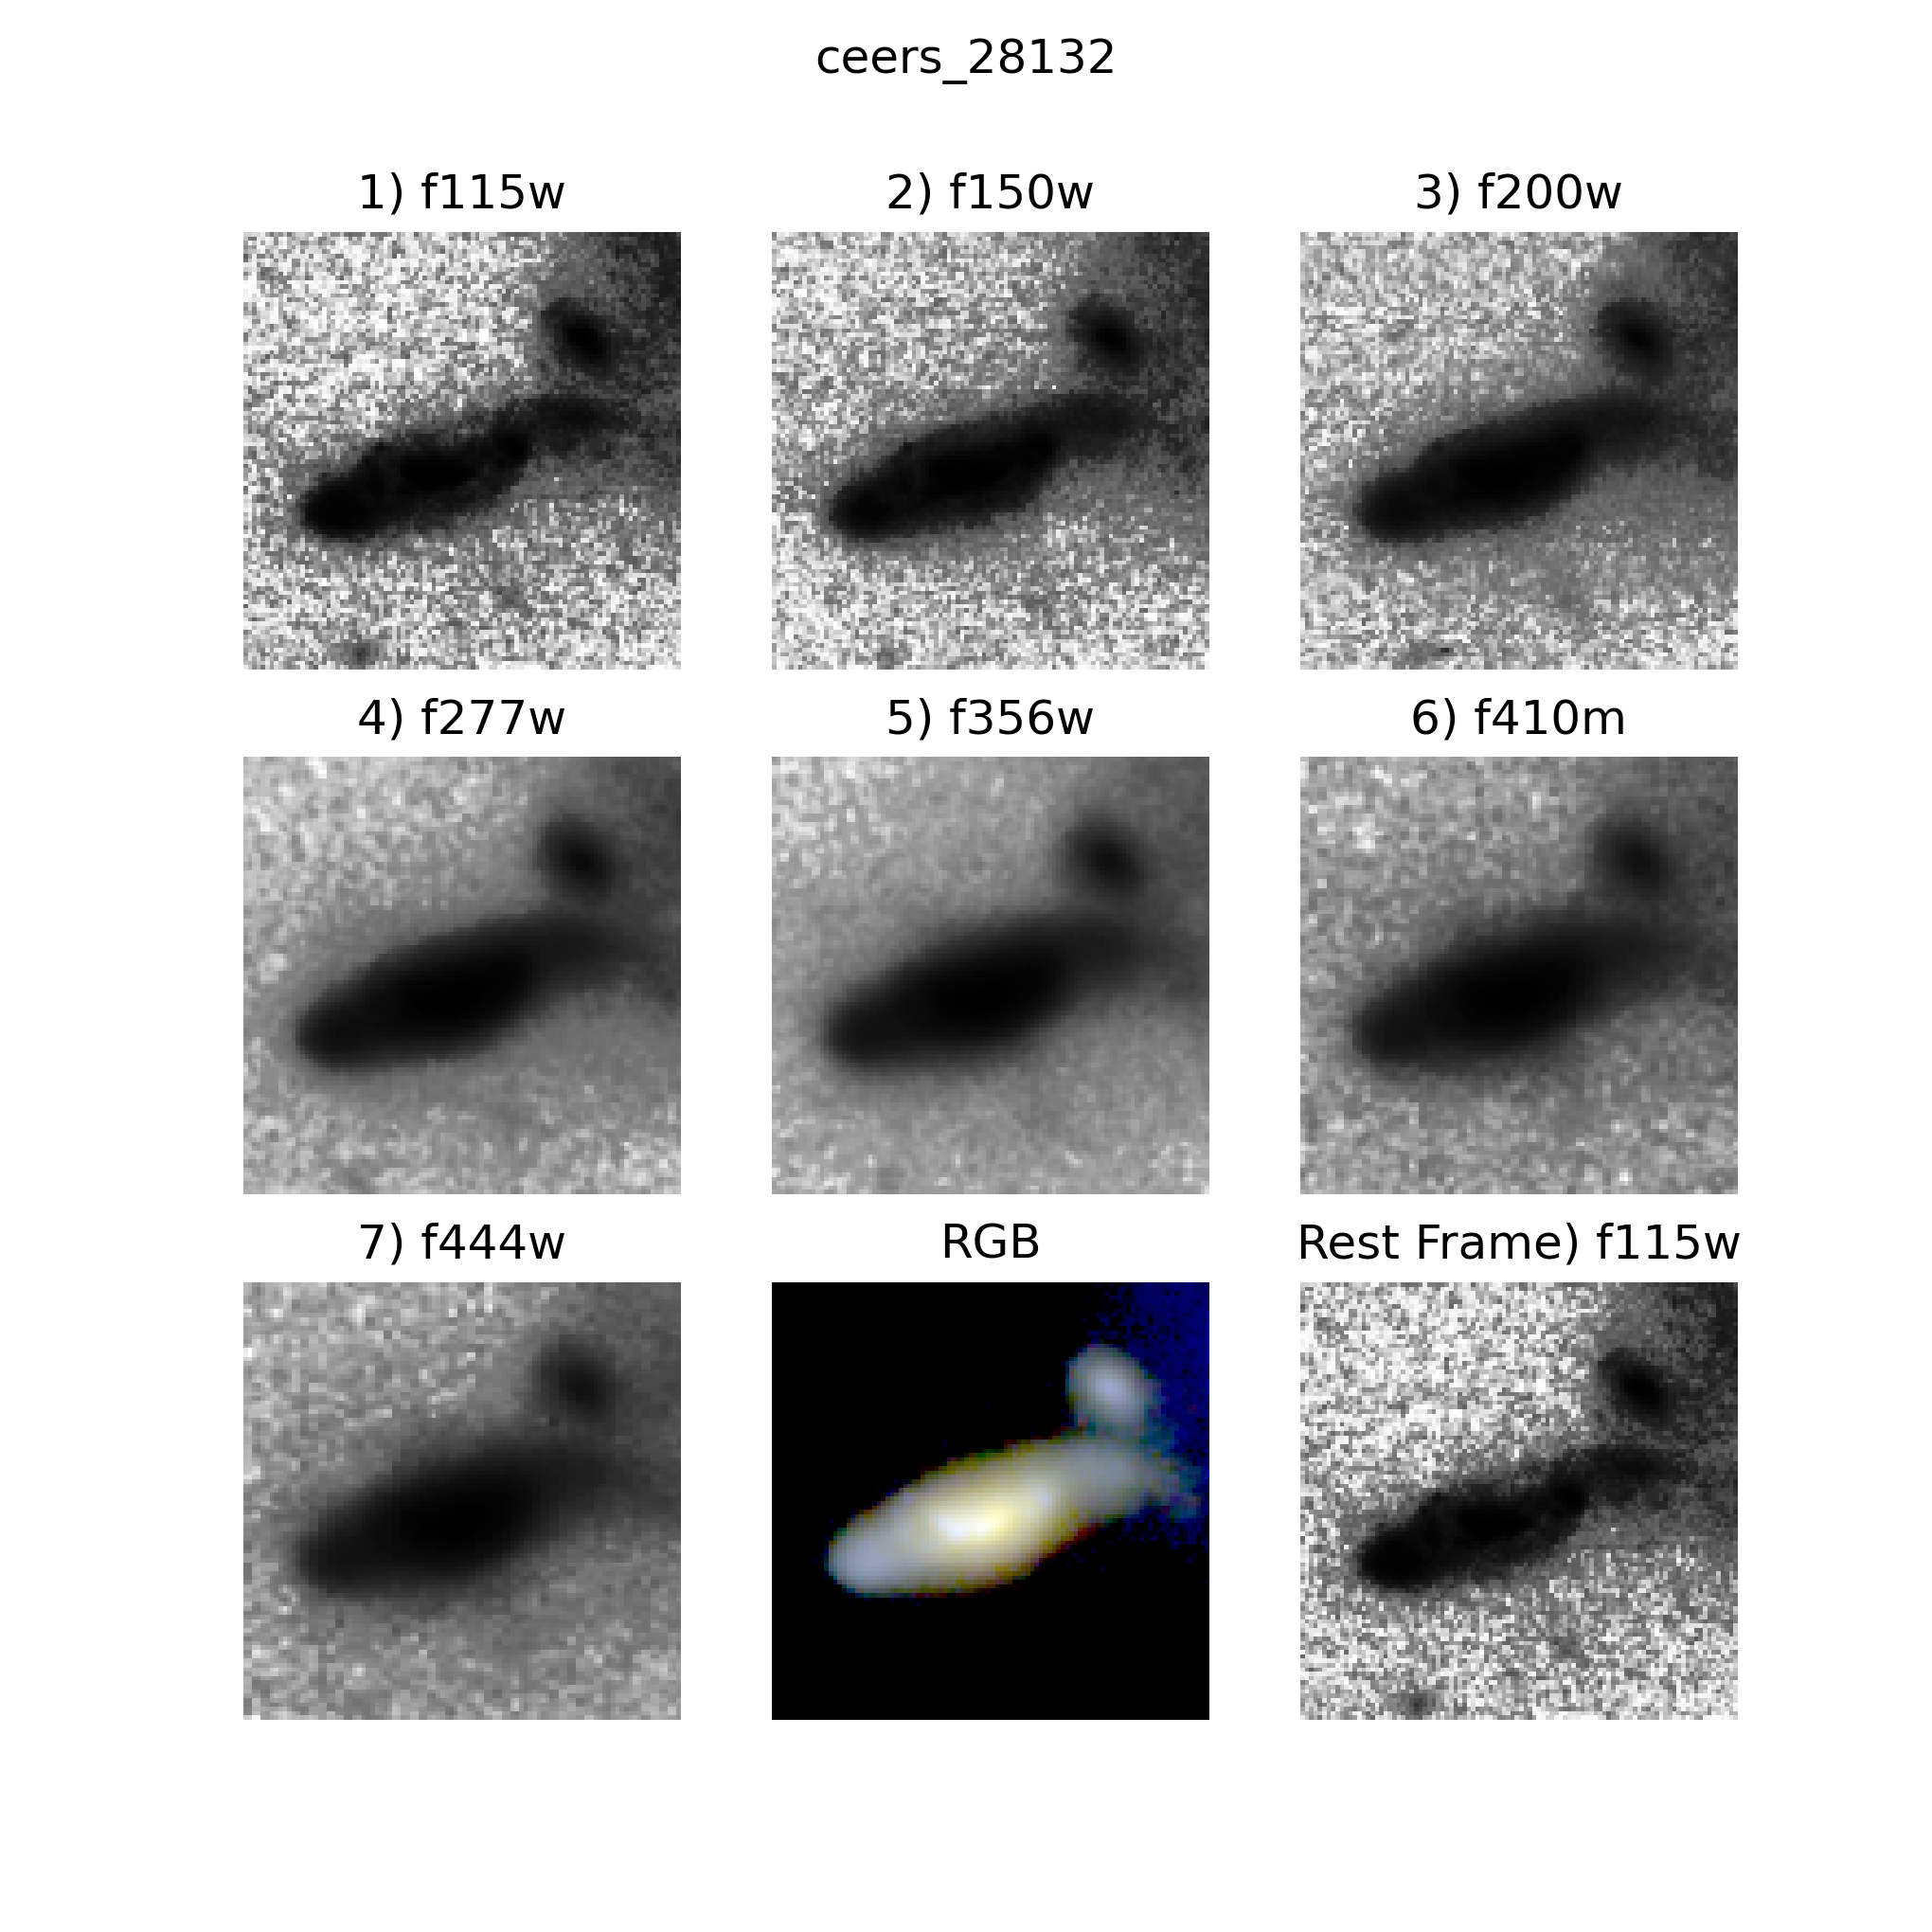 ceers_28132
1) f115w
2) f150w
3) f200w
4) f277w
5) f356w
6) f410m
7) f444w
RGB
Rest Frame) f115w